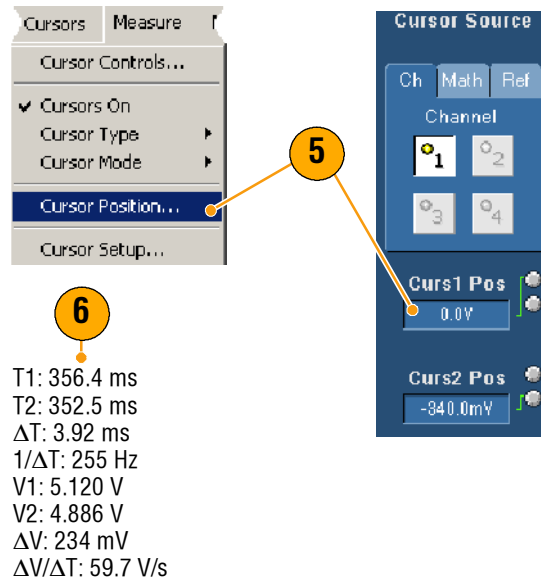 Cursors Measure
Cursor Controls...
Cursors On
Cursor Type
Cursor Mode
Cursor Position...
Cursor Setup...
5
Cursor Source
Ch Math Ref
Channel
1 2
3 4
Curs1 Pos
0.0V
Curs2 Pos
-340.0mV
6
T1: 356.4 ms
T2: 352.5 ms
ΔT: 3.92 ms
1/ΔT: 255 Hz
V1: 5.120 V
V2: 4.886 V
ΔV: 234 mV
ΔV/ΔT: 59.7 V/s